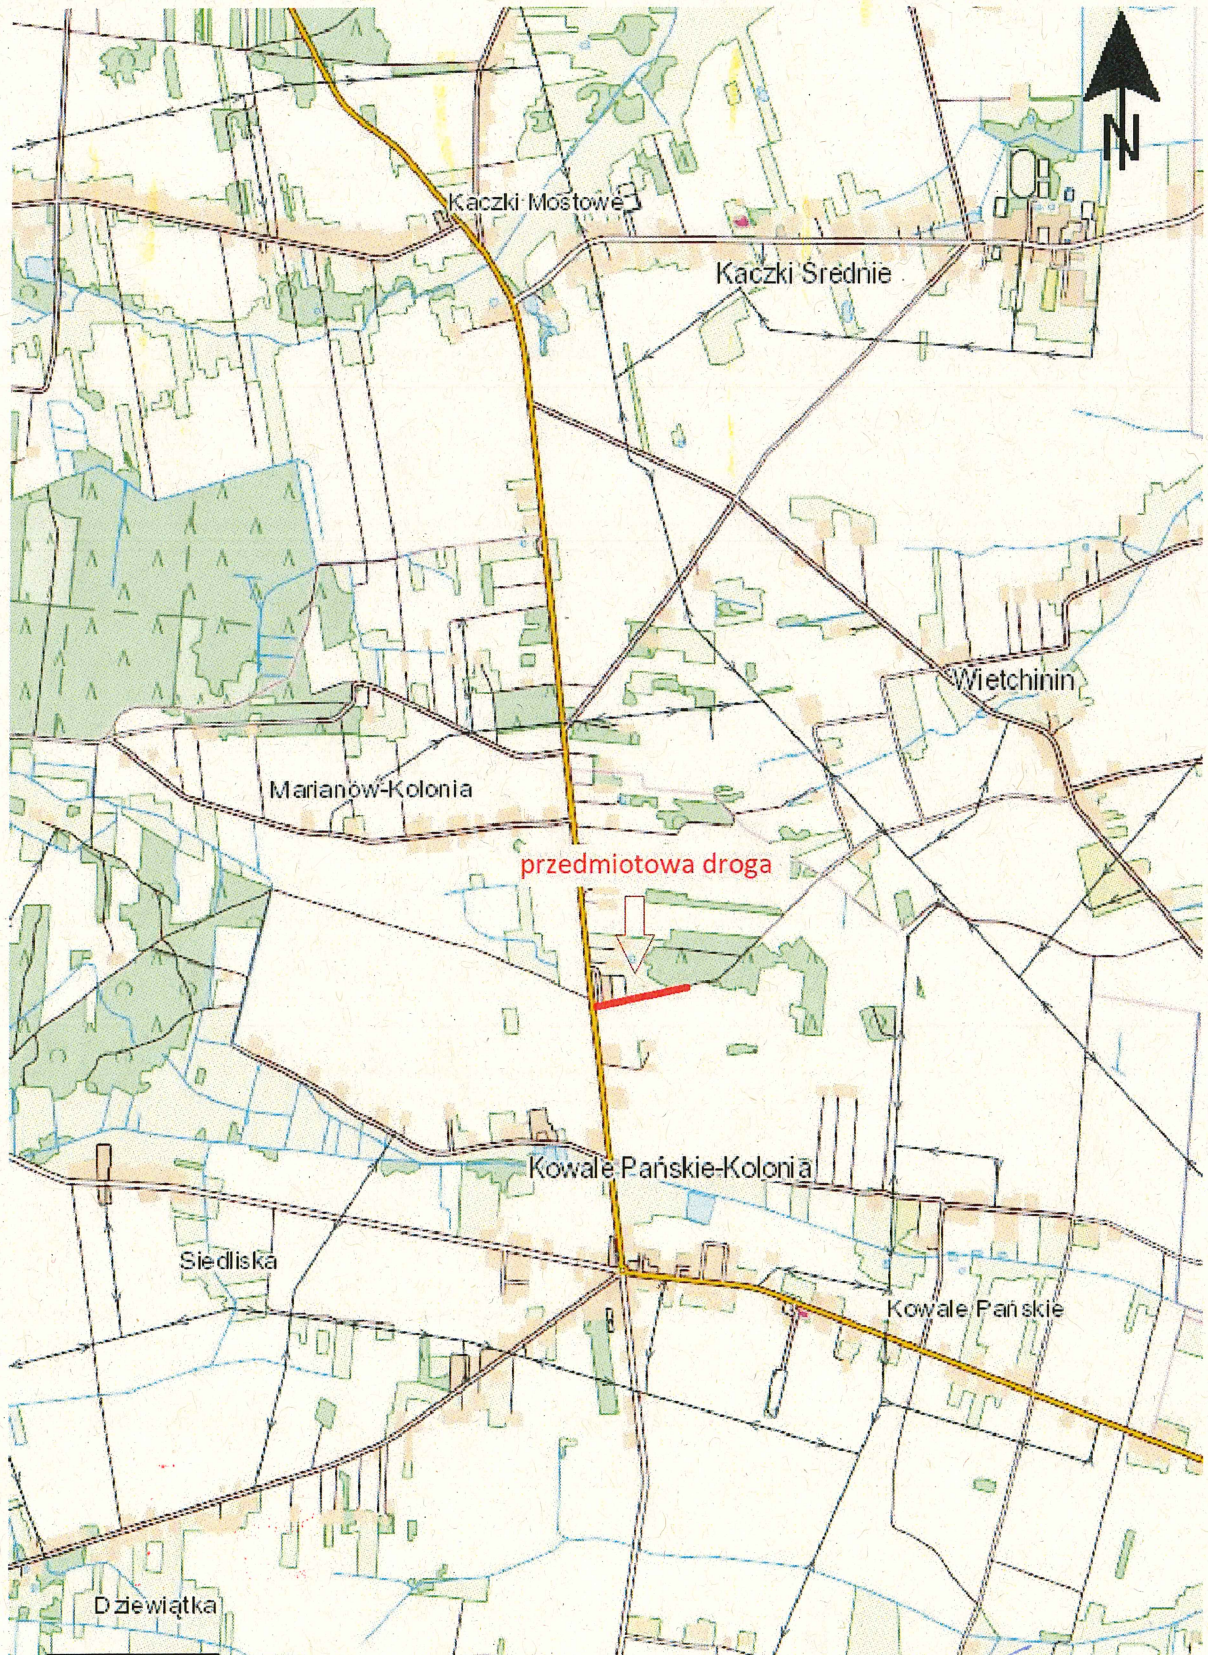 N
Kaczki Mostowe
Kaczki Średnie
Wietchinin
Marianów-Kolonia
przedmiotowa droga
Kowale Pańskie-Kolonia
Siedliska
Kowale Pańskie
Dziewiątka